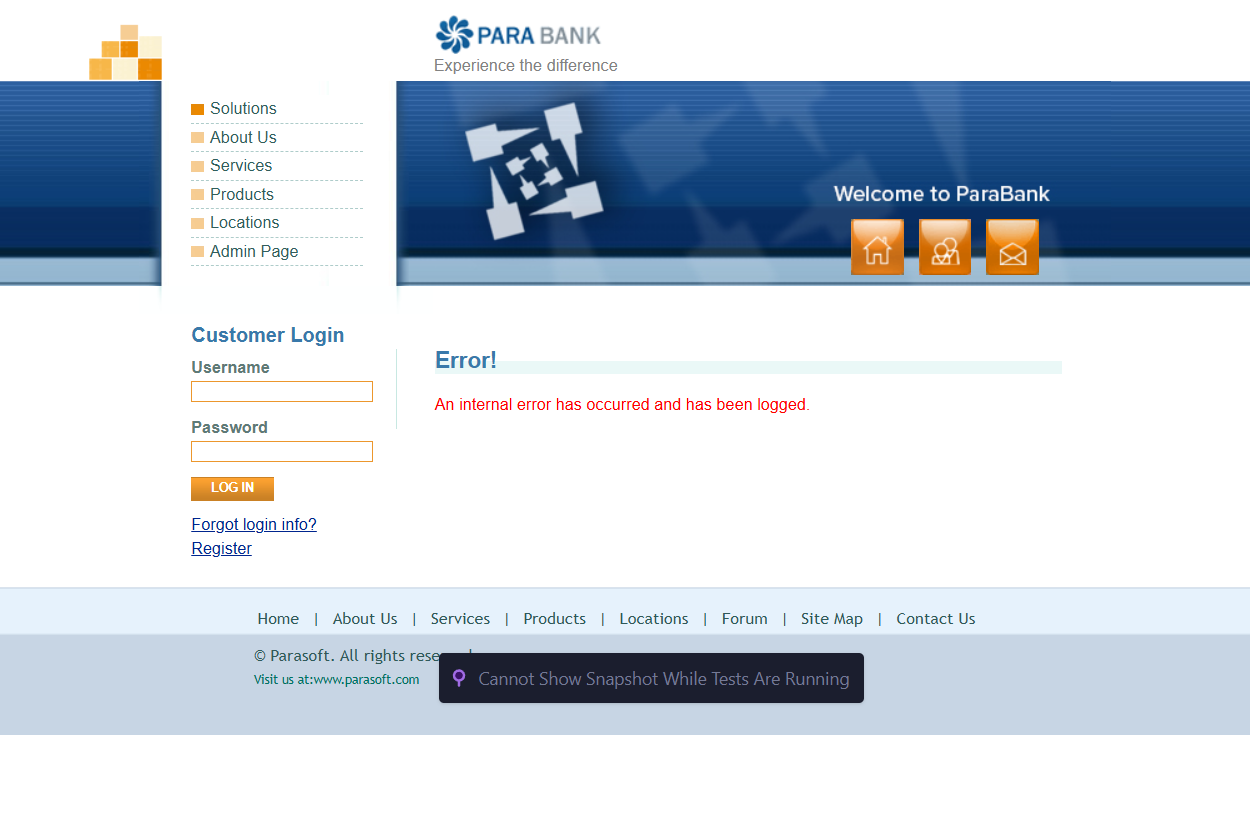 PARA BANK
Experience the difference
Solutions
About Us
Services
Products
Locations
Admin Page
Welcome to ParaBank
Customer Login
Username
Password
LOG IN
Forgot login info?
Register
Error!
An internal error has occurred and has been logged.
Home | About Us | Services | Products | Locations | Forum | Site Map | Contact Us
© Parasoft. All rights
Visit us at:www.parasoft.com
Cannot Show Snapshot While Tests Are Running